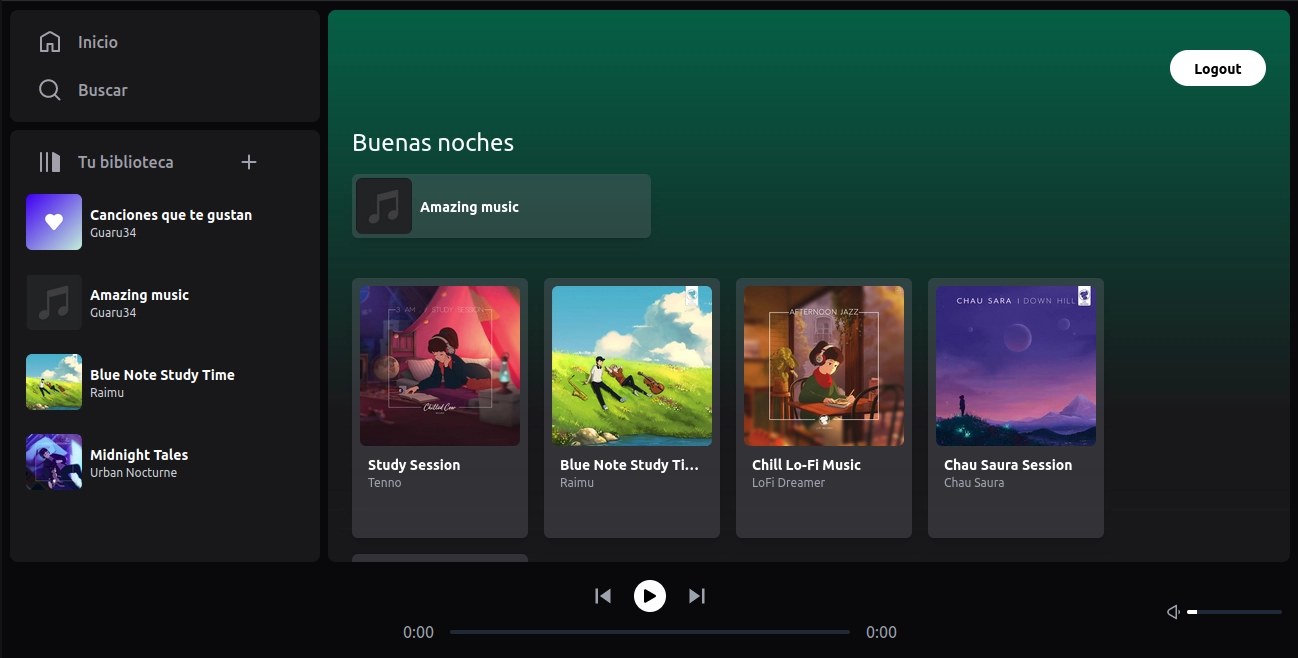 Inicio
Buscar
Logout
Buenas noches
Tu biblioteca
Amazing music
Canciones que te gustan
Guaru34
Amazing music
Guaru34
Blue Note Study Time
Raimu
Midnight Tales
Urban Nocturne
3 AM STUDY SESSION
Chilled Cow
AFTERNOON JAZZ
CHAU SARA | DOWN HILL
Study Session
Tenno
Blue Note Study Ti...
Raimu
Chill Lo-Fi Music
LoFi Dreamer
Chau Saura Session
Chau Saura
0:00
0:00